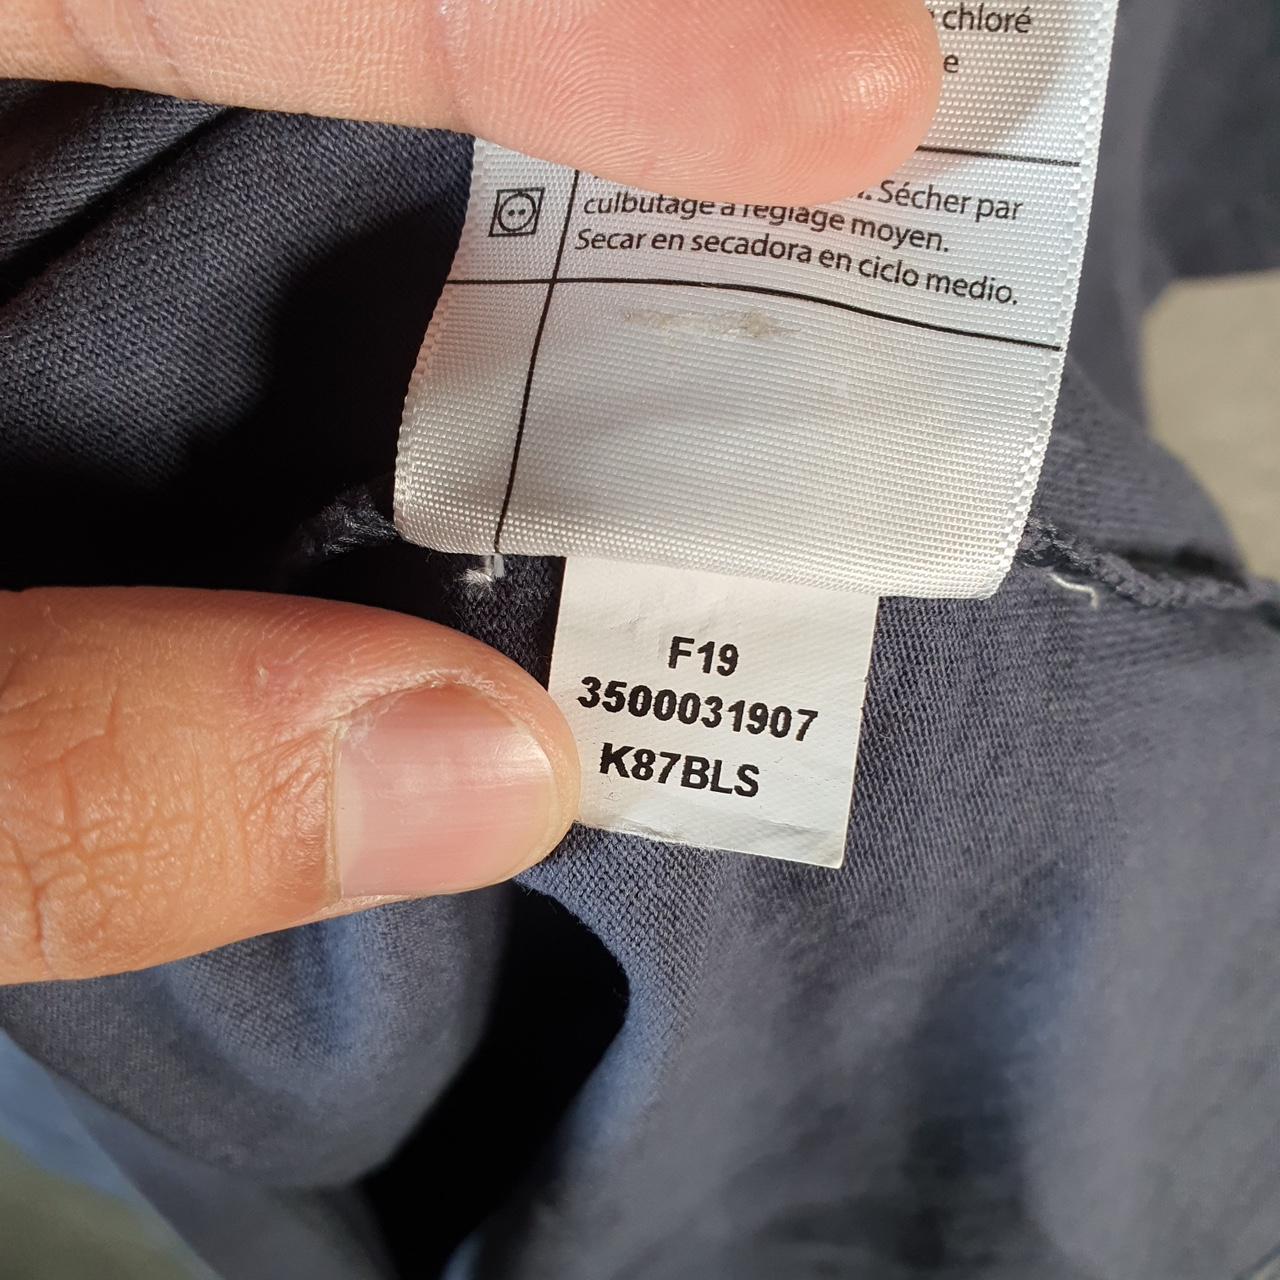 chloré
e
Sécher par
culbutage à réglage moyen.
Secar en secadora en ciclo medio.
F19
3500031907
K87BLS